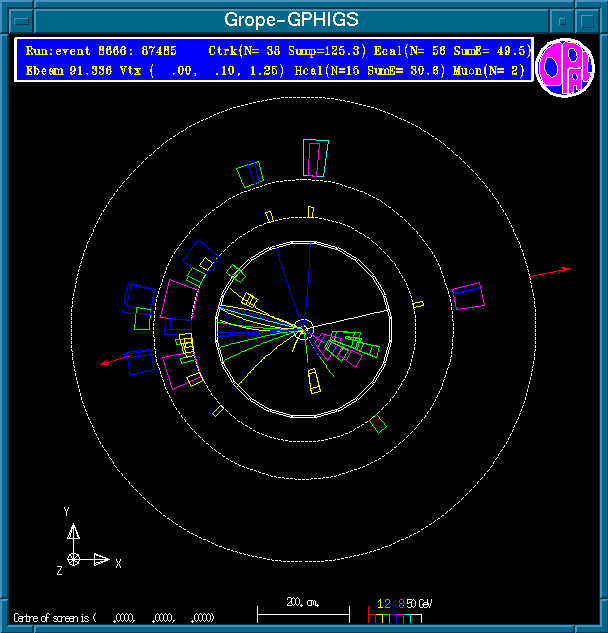 Grope-GPHIGS
Run:event 8666: 87485 Ctrk(N= 38 Sump=125.3) Ecal(N= 56 SumE= 49.5)
Ebeam 91.336 Vtx ( .00, .10, 1.25) Hcal(N=15 SumE= 30.6) Muon(N= 2)
OPAL
Y
Z X
200. cm.
1 2 4 8 50 GeV
Centre of screen is ( .0000, .0000, .0000)